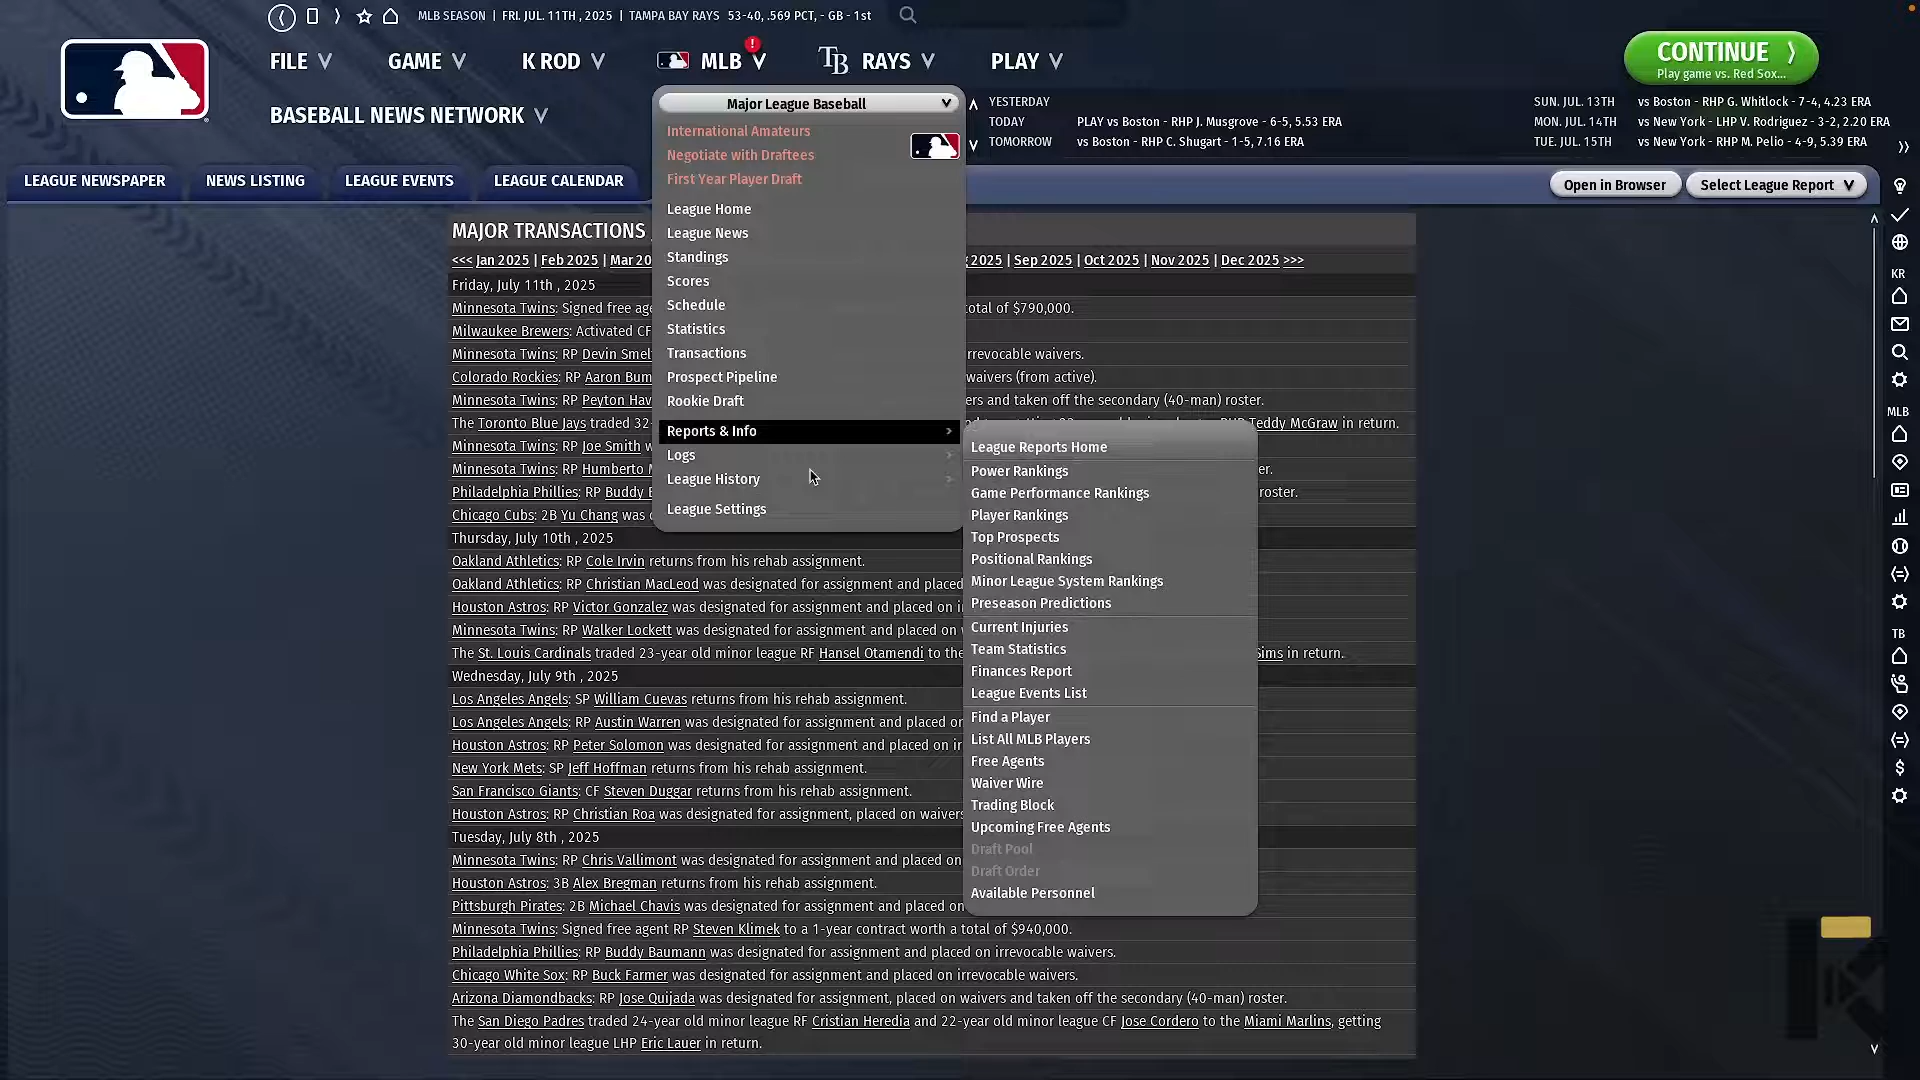 MLB SEASON | FRI. JUL. 11TH , 2025 | TAMPA BAY RAYS 53-40, .569 PCT, - GB - 1st
FILE
GAME
K ROD
MLB
RAYS
PLAY
CONTINUE
Play game vs. Red Sox...
BASEBALL NEWS NETWORK
Major League Baseball
YESTERDAY
TODAY PLAY vs Boston - RHP J. Musgrove - 6-5, 5.53 ERA
TOMORROW vs Boston - RHP C. Shugart - 1-5, 7.16 ERA
SUN. JUL. 13TH vs Boston - RHP G. Whitlock - 7-4, 4.23 ERA
MON. JUL. 14TH vs New York - LHP V. Rodriguez - 3-2, 2.20 ERA
TUE. JUL. 15TH vs New York - RHP M. Pelio - 4-9, 5.39 ERA
LEAGUE NEWSPAPER
NEWS LISTING
LEAGUE EVENTS
LEAGUE CALENDAR
Open in Browser
Select League Report
International Amateurs
Negotiate with Draftees
First Year Player Draft
League Home
League News
Standings
Scores
Schedule
Statistics
Transactions
Prospect Pipeline
Rookie Draft
Reports & Info
Logs
League History
League Settings
League Reports Home
Power Rankings
Game Performance Rankings
Player Rankings
Top Prospects
Positional Rankings
Minor League System Rankings
Preseason Predictions
Current Injuries
Team Statistics
Finances Report
League Events List
Find a Player
List All MLB Players
Free Agents
Waiver Wire
Trading Block
Upcoming Free Agents
Draft Pool
Draft Order
Available Personnel
MAJOR TRANSACTIONS
<<< Jan 2025 | Feb 2025 | Mar 20 2025 | Sep 2025 | Oct 2025 | Nov 2025 | Dec 2025 >>>
Friday, July 11th , 2025
Minnesota Twins: Signed free age total of $790,000.
Milwaukee Brewers: Activated CF
Minnesota Twins: RP Devin Smel irrevocable waivers.
Colorado Rockies: RP Aaron Bum waivers (from active).
Minnesota Twins: RP Peyton Hav ers and taken off the secondary (40-man) roster.
The Toronto Blue Jays traded 32- Teddy McGraw in return.
Minnesota Twins: RP Joe Smith w
Minnesota Twins: RP Humberto M er.
Philadelphia Phillies: RP Buddy B roster.
Chicago Cubs: 2B Yu Chang was d
Thursday, July 10th , 2025
Oakland Athletics: RP Cole Irvin returns from his rehab assignment.
Oakland Athletics: RP Christian MacLeod was designated for assignment and placed
Houston Astros: RP Victor Gonzalez was designated for assignment and placed on i
Minnesota Twins: RP Walker Lockett was designated for assignment and placed on
The St. Louis Cardinals traded 23-year old minor league RF Hansel Otamendi to the Sims in return.
Wednesday, July 9th , 2025
Los Angeles Angels: SP William Cuevas returns from his rehab assignment.
Los Angeles Angels: RP Austin Warren was designated for assignment and placed on
Houston Astros: RP Peter Solomon was designated for assignment and placed on ir
New York Mets: SP Jeff Hoffman returns from his rehab assignment.
San Francisco Giants: CF Steven Duggar returns from his rehab assignment.
Houston Astros: RP Christian Roa was designated for assignment, placed on waivers
Tuesday, July 8th , 2025
Minnesota Twins: RP Chris Vallimont was designated for assignment and placed on
Houston Astros: 3B Alex Bregman returns from his rehab assignment.
Pittsburgh Pirates: 2B Michael Chavis was designated for assignment and placed on
Minnesota Twins: Signed free agent RP Steven Klimek to a 1-year contract worth a total of $940,000.
Philadelphia Phillies: RP Buddy Baumann was designated for assignment and placed on irrevocable waivers.
Chicago White Sox: RP Buck Farmer was designated for assignment and placed on irrevocable waivers.
Arizona Diamondbacks: RP Jose Quijada was designated for assignment, placed on waivers and taken off the secondary (40-man) roster.
The San Diego Padres traded 24-year old minor league RF Cristian Heredia and 22-year old minor league CF Jose Cordero to the Miami Marlins, getting
30-year old minor league LHP Eric Lauer in return.
KR
MLB
TB